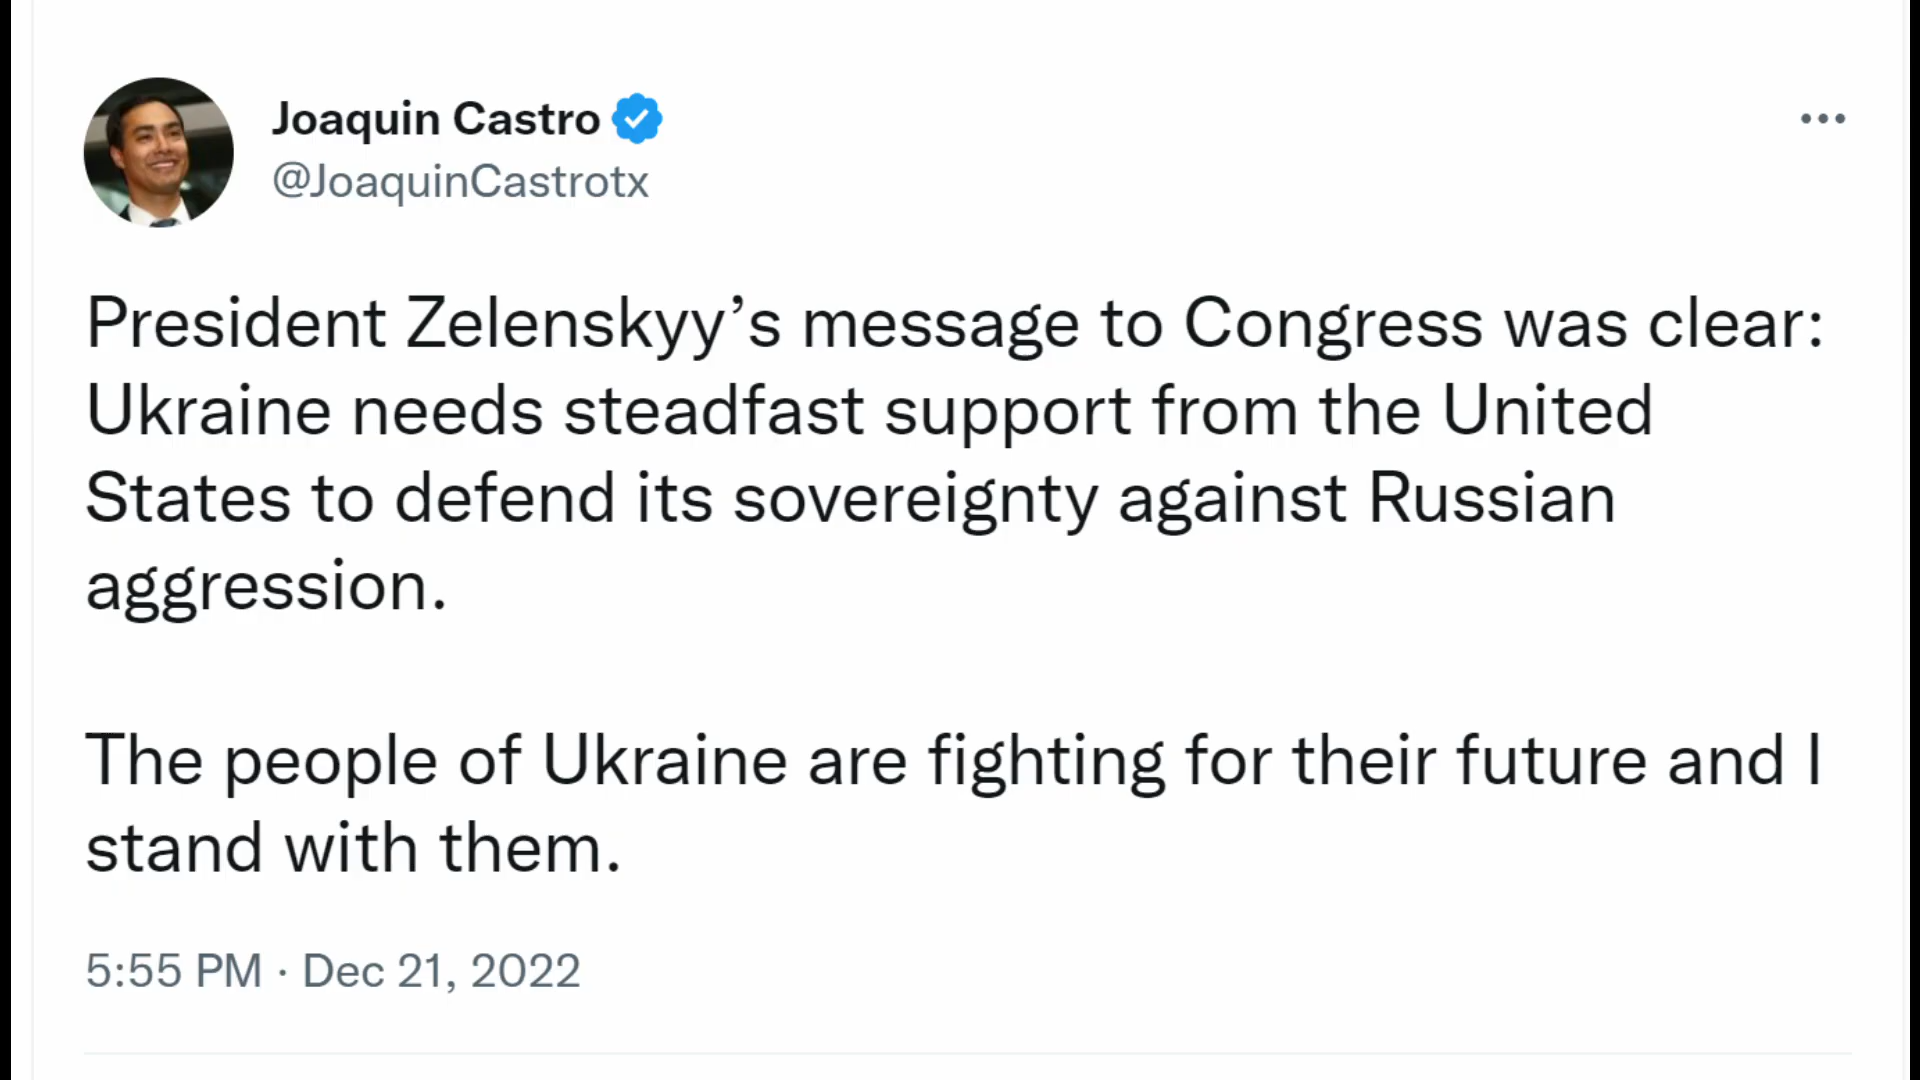 Joaquin Castro
@JoaquinCastrotx
President Zelenskyy’s message to Congress was clear:
Ukraine needs steadfast support from the United
States to defend its sovereignty against Russian
aggression.
The people of Ukraine are fighting for their future and I
stand with them.
5:55 PM · Dec 21, 2022